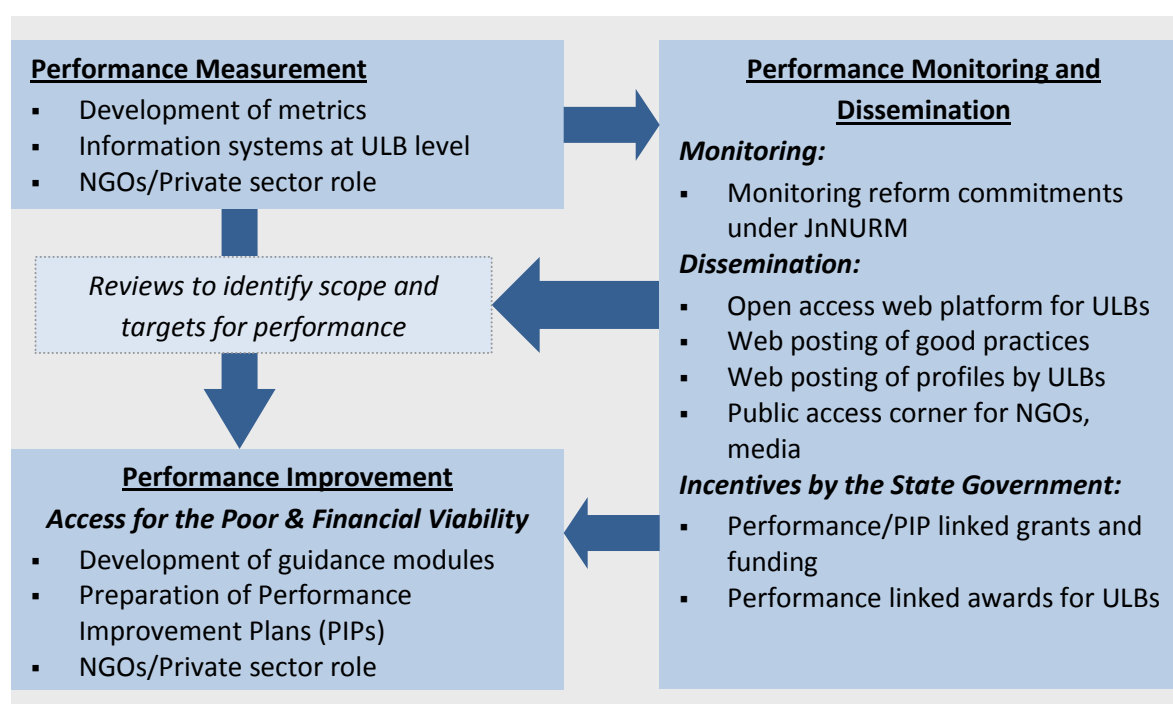 Performance Measurement
▪ Development of metrics
▪ Information systems at ULB level
▪ NGOs/Private sector role
Reviews to identify scope and
targets for performance
Performance Improvement
Access for the Poor & Financial Viability
▪ Development of guidance modules
▪ Preparation of Performance
Improvement Plans (PIPs)
▪ NGOs/Private sector role
Performance Monitoring and
Dissemination
Monitoring:
▪ Monitoring reform commitments
under JnNURM
Dissemination:
▪ Open access web platform for ULBs
▪ Web posting of good practices
▪ Web posting of profiles by ULBs
▪ Public access corner for NGOs,
media
Incentives by the State Government:
▪ Performance/PIP linked grants and
funding
▪ Performance linked awards for ULBs